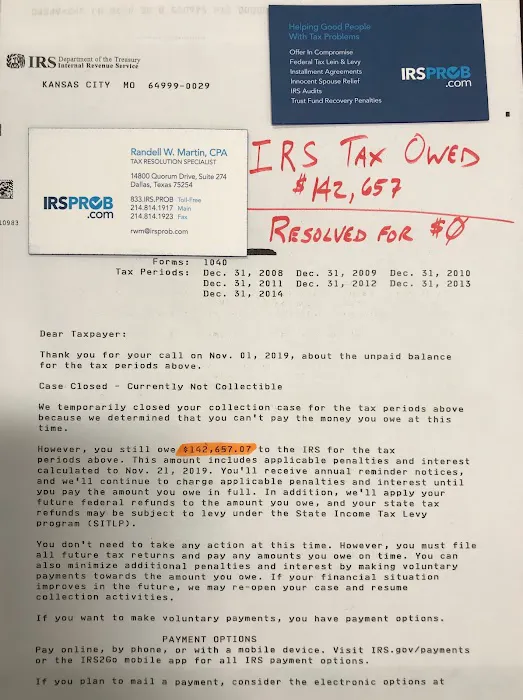 IRS Department of the Treasury
Internal Revenue Service
KANSAS CITY MO 64999-0029
Helping Good People
With Tax Problems
Offer In Compromise
Federal Tax Lein & Levy
Installment Agreements
Innocent Spouse Relief
IRS Audits
Trust Fund Recovery Penalties
IRSPROB
.com
Randell W. Martin, CPA
TAX RESOLUTION SPECIALIST
14800 Quorum Drive, Suite 274
Dallas, Texas 75254
833.IRS.PROB Toll-Free
214.814.1917 Main
214.814.1923 Fax
rwm@irsprob.com
IRSPROB
.com
IRS TAX OWED
$142,657
RESOLVED FOR $0
10983
Forms: 1040
Tax Periods: Dec. 31, 2008 Dec. 31, 2009 Dec. 31, 2010
Dec. 31, 2011 Dec. 31, 2012 Dec. 31, 2013
Dec. 31, 2014
Dear Taxpayer:
Thank you for your call on Nov. 01, 2019, about the unpaid balance
for the tax periods above.
Case Closed - Currently Not Collectible
We temporarily closed your collection case for the tax periods above
because we determined that you can't pay the money you owe at this
time.
However, you still owe $142,657.07 to the IRS for the tax
periods above. This amount includes applicable penalties and interest
calculated to Nov. 21, 2019. You'll receive annual reminder notices,
and we'll continue to charge applicable penalties and interest until
you pay the amount you owe in full. In addition, we'll apply your
future federal refunds to the amount you owe, and your state tax
refunds may be subject to levy under the State Income Tax Levy
program (SITLP).
You don't need to take any action at this time. However, you must file
all future tax returns and pay any amounts you owe on time. You can
also minimize additional penalties and interest by making voluntary
payments towards the amount you owe. If your financial situation
improves in the future, we may re-open your case and resume
collection activities.
If you want to make voluntary payments, you have payment options.
PAYMENT OPTIONS
Pay online, by phone, or with a mobile device. Visit IRS.gov/payments
or the IRS2Go mobile app for all IRS payment options.
If you plan to mail a payment, consider the electronic options at